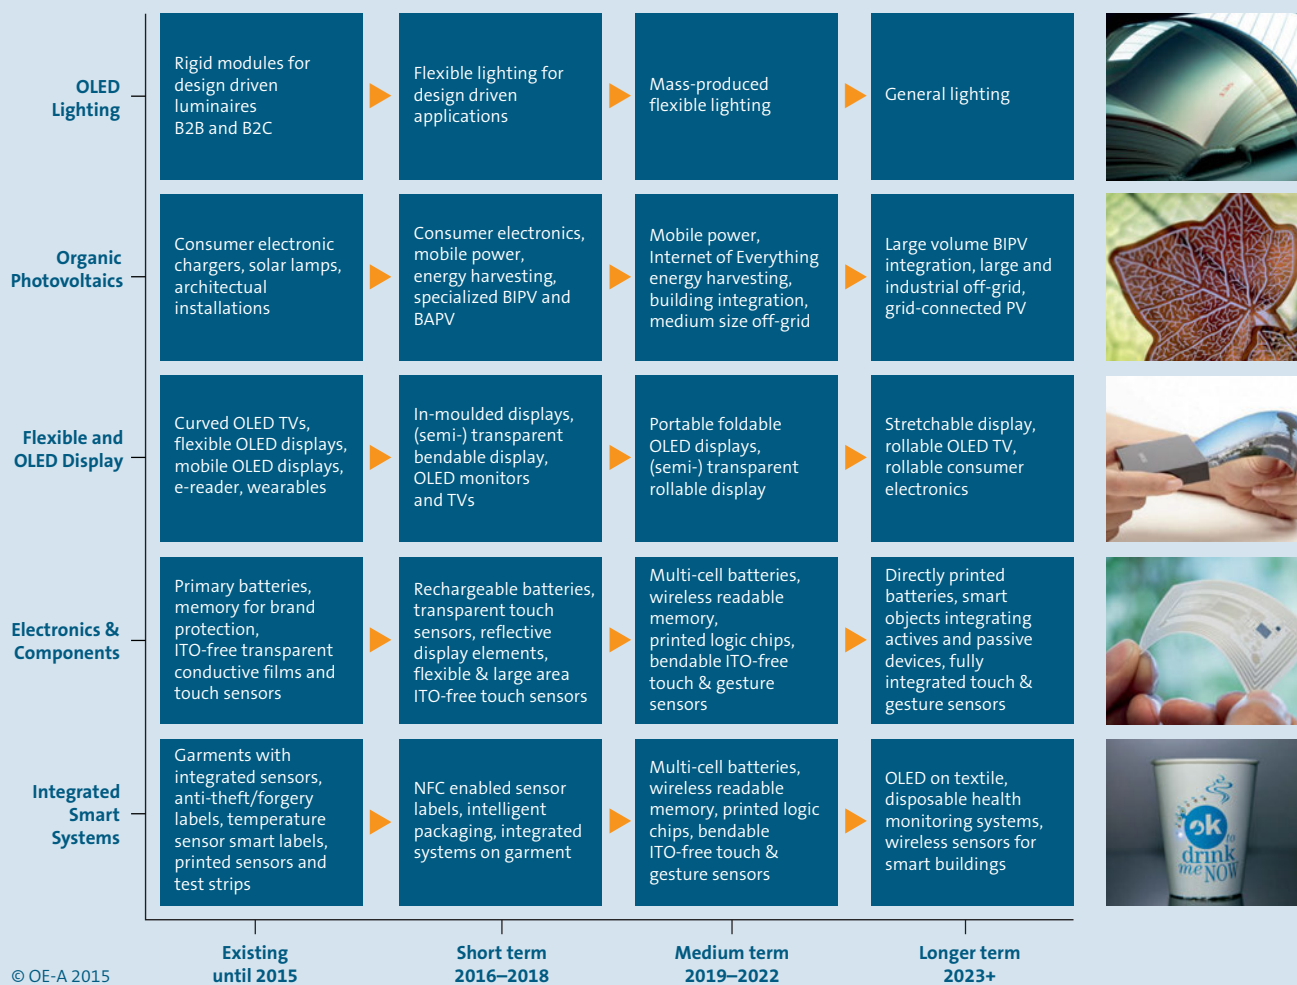 OLED
Lighting
Rigid modules for
design driven
luminaires
B2B and B2C
Flexible lighting for
design driven
applications
Mass-produced
flexible lighting
General lighting
Organic
Photovoltaics
Consumer electronic
chargers, solar lamps,
architectual
installations
Consumer electronics,
mobile power,
energy harvesting,
specialized BIPV and
BAPV
Mobile power,
Internet of Everything
energy harvesting,
building integration,
medium size off-grid
Large volume BIPV
integration, large and
industrial off-grid,
grid-connected PV
Flexible and
OLED Display
Curved OLED TVs,
flexible OLED displays,
mobile OLED displays,
e-reader, wearables
In-moulded displays,
(semi-) transparent
bendable display,
OLED monitors
and TVs
Portable foldable
OLED displays,
(semi-) transparent
rollable display
Stretchable display,
rollable OLED TV,
rollable consumer
electronics
Electronics &
Components
Primary batteries,
memory for brand
protection,
ITO-free transparent
conductive films and
touch sensors
Rechargeable batteries,
transparent touch
sensors, reflective
display elements,
flexible & large area
ITO-free touch sensors
Multi-cell batteries,
wireless readable
memory,
printed logic chips,
bendable ITO-free
touch & gesture
sensors
Directly printed
batteries, smart
objects integrating
actives and passive
devices, fully
integrated touch &
gesture sensors
Integrated
Smart
Systems
Garments with
integrated sensors,
anti-theft/forgery
labels, temperature
sensor smart labels,
printed sensors and
test strips
NFC enabled sensor
labels, intelligent
packaging, integrated
systems on garment
Multi-cell batteries,
wireless readable
memory, printed logic
chips, bendable
ITO-free touch &
gesture sensors
OLED on textile,
disposable health
monitoring systems,
wireless sensors for
smart buildings
ok
to
drink
me NOW
Existing
until 2015
Short term
2016–2018
Medium term
2019–2022
Longer term
2023+
© OE-A 2015